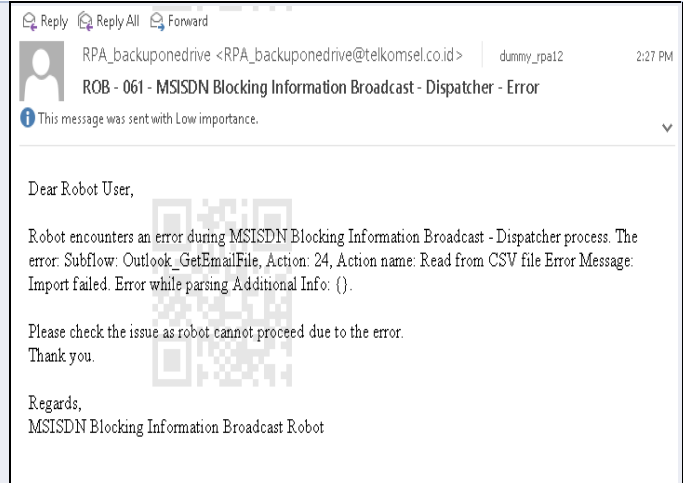 Reply Reply All Forward
RPA_backuponedrive <RPA_backuponedrive@telkomsel.co.id> dummy_rpa12 2:27 PM
ROB - 061 - MSISDN Blocking Information Broadcast - Dispatcher - Error
This message was sent with Low importance.
Dear Robot User,
Robot encounters an error during MSISDN Blocking Information Broadcast - Dispatcher process. The
error: Subflow: Outlook_GetEmailFile, Action: 24, Action name: Read from CSV file Error Message:
Import failed. Error while parsing Additional Info: {}.
Please check the issue as robot cannot proceed due to the error.
Thank you.
Regards,
MSISDN Blocking Information Broadcast Robot